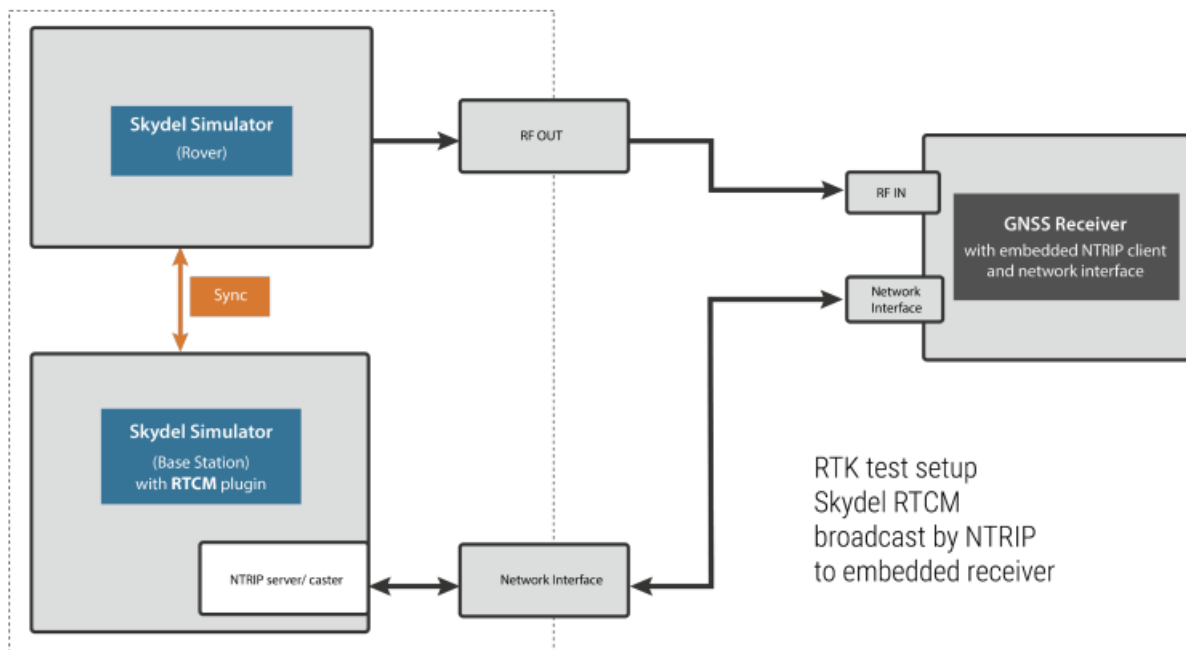 Skydel Simulator
(Rover)
RF OUT
RF IN
GNSS Receiver
with embedded NTRIP client
and network interface
Network
Interface
Sync
Skydel Simulator
(Base Station)
with RTCM plugin
NTRIP server/ caster
Network Interface
RTK test setup
Skydel RTCM
broadcast by NTRIP
to embedded receiver